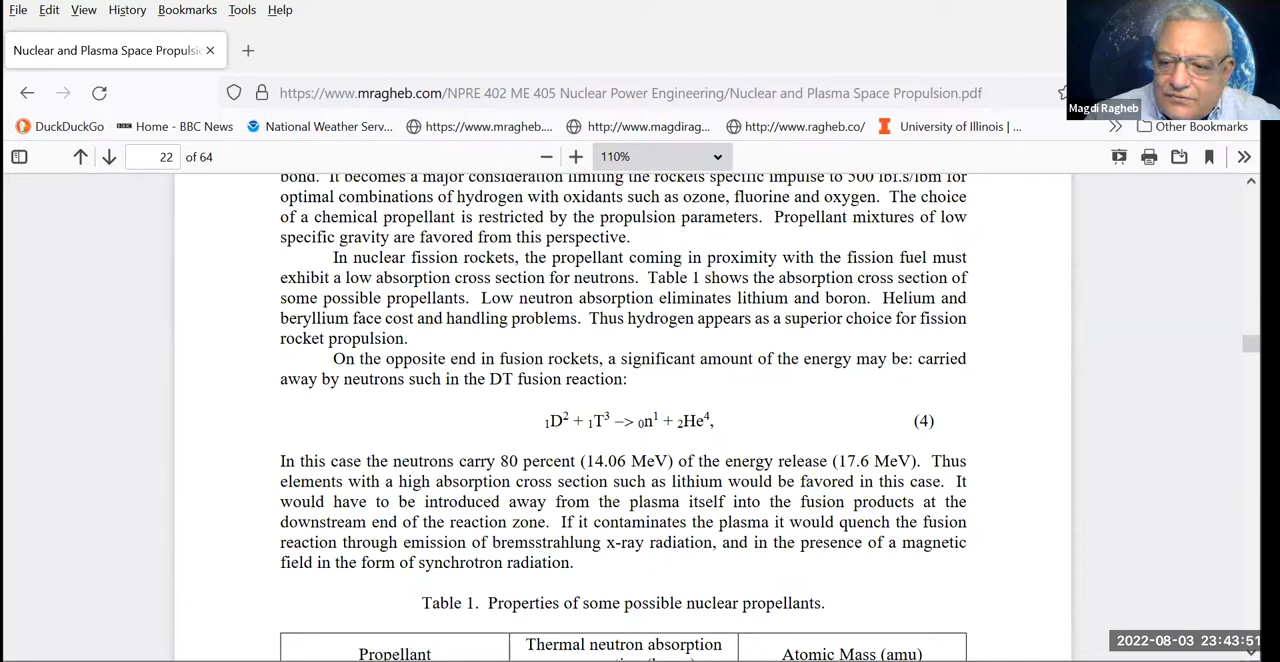 File Edit View History Bookmarks Tools Help
Nuclear and Plasma Space Propulsi
https://www.mragheb.com/NPRE 402 ME 405 Nuclear Power Engineering/Nuclear and Plasma Space Propulsion.pdf
Magdi Ragheb
DuckDuckGo Home - BBC News National Weather Serv... https://www.mragheb.... http://www.magdirag... http://www.ragheb.co/ University of Illinois | ... Other Bookmarks
22 of 64 110%
bond. It becomes a major consideration limiting the rockets specific impulse to 500 lbf.s/lbm for
optimal combinations of hydrogen with oxidants such as ozone, fluorine and oxygen. The choice
of a chemical propellant is restricted by the propulsion parameters. Propellant mixtures of low
specific gravity are favored from this perspective.
In nuclear fission rockets, the propellant coming in proximity with the fission fuel must
exhibit a low absorption cross section for neutrons. Table 1 shows the absorption cross section of
some possible propellants. Low neutron absorption eliminates lithium and boron. Helium and
beryllium face cost and handling problems. Thus hydrogen appears as a superior choice for fission
rocket propulsion.
On the opposite end in fusion rockets, a significant amount of the energy may be: carried
away by neutrons such in the DT fusion reaction:
₁D² + ₁T³ –> ₀n¹ + ₂He⁴, (4)
In this case the neutrons carry 80 percent (14.06 MeV) of the energy release (17.6 MeV). Thus
elements with a high absorption cross section such as lithium would be favored in this case. It
would have to be introduced away from the plasma itself into the fusion products at the
downstream end of the reaction zone. If it contaminates the plasma it would quench the fusion
reaction through emission of bremsstrahlung x-ray radiation, and in the presence of a magnetic
field in the form of synchrotron radiation.
Table 1. Properties of some possible nuclear propellants.
Thermal neutron absorption
Propellant Atomic Mass (amu)
2022-08-03 23:43:51